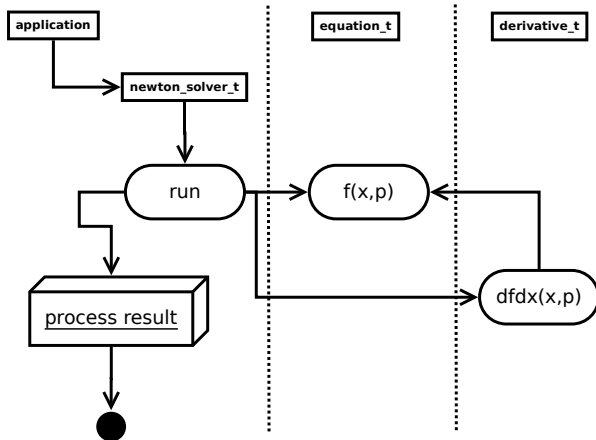 application
equation_t
derivative_t
newton_solver_t
run
f(x,p)
dfdx(x,p)
process result